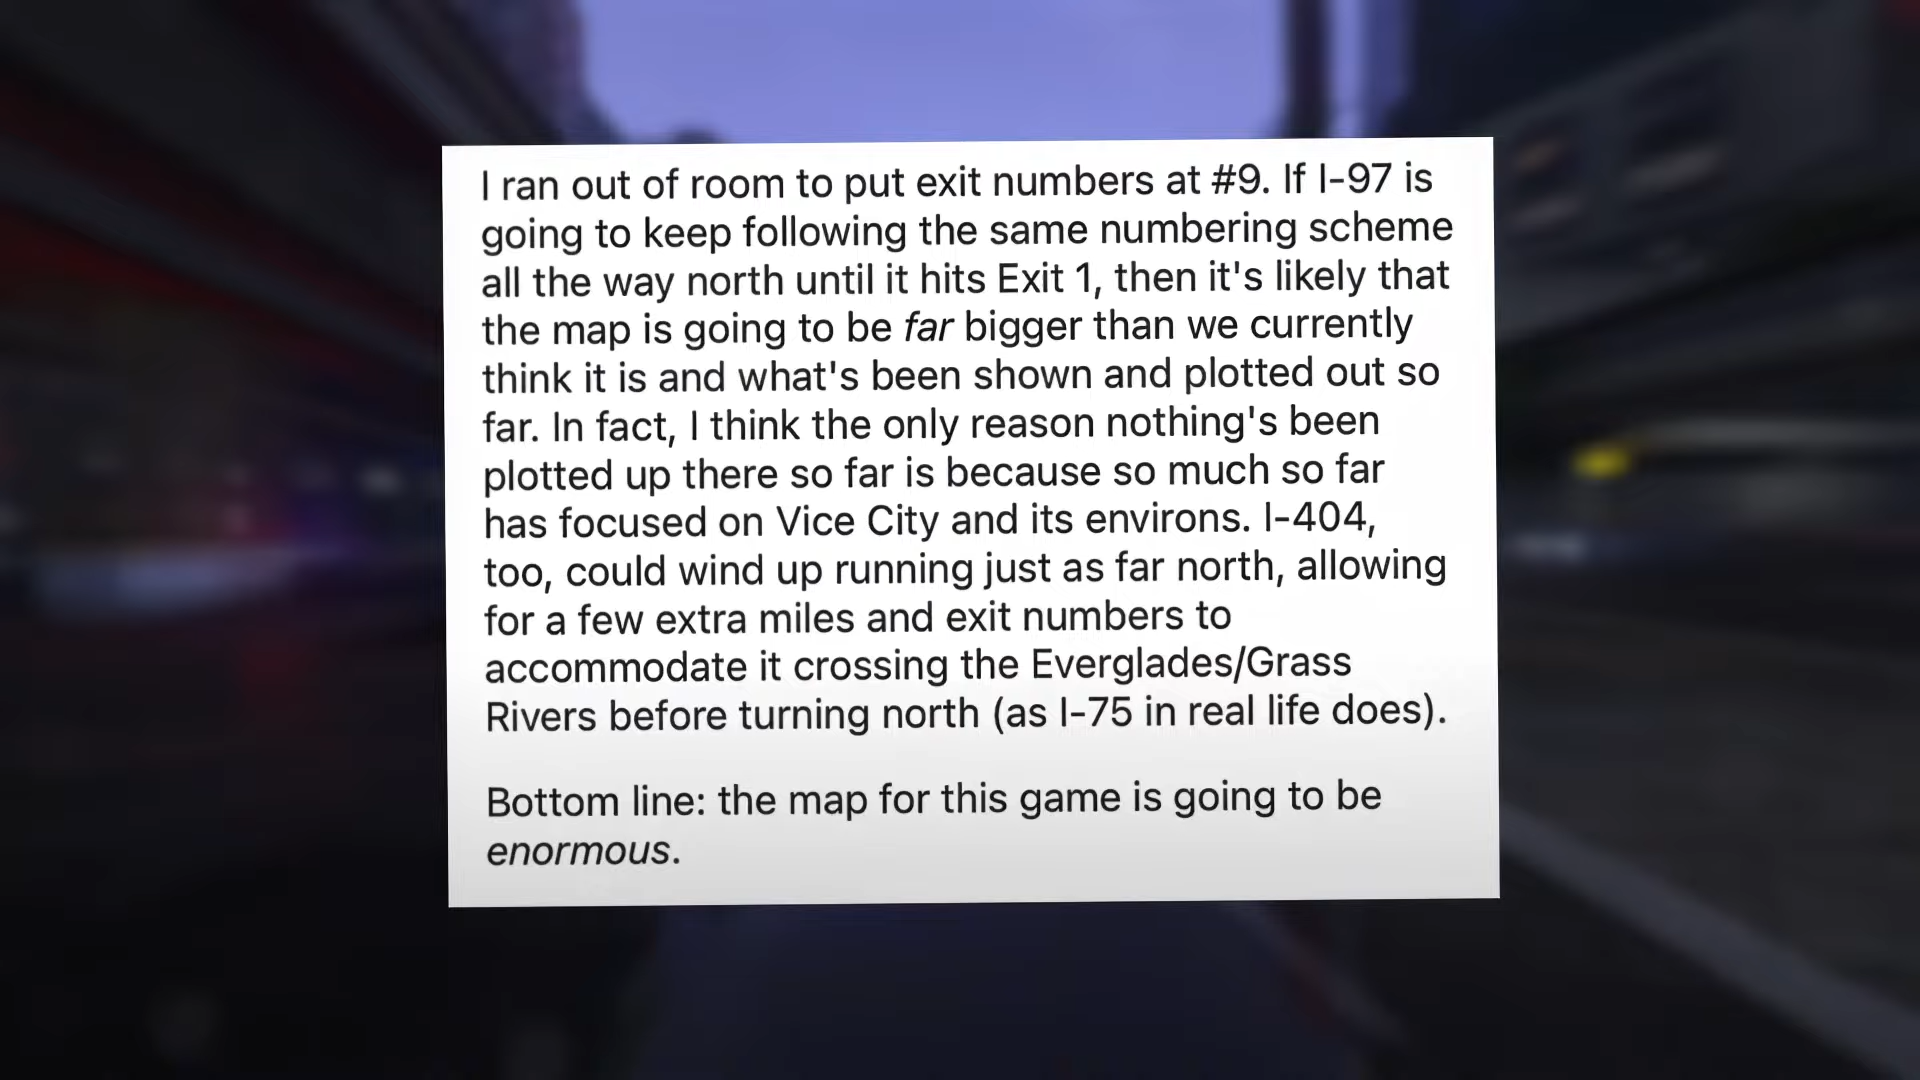 I ran out of room to put exit numbers at #9. If I-97 is
going to keep following the same numbering scheme
all the way north until it hits Exit 1, then it's likely that
the map is going to be far bigger than we currently
think it is and what's been shown and plotted out so
far. In fact, I think the only reason nothing's been
plotted up there so far is because so much so far
has focused on Vice City and its environs. I-404,
too, could wind up running just as far north, allowing
for a few extra miles and exit numbers to
accommodate it crossing the Everglades/Grass
Rivers before turning north (as I-75 in real life does).
Bottom line: the map for this game is going to be
enormous.